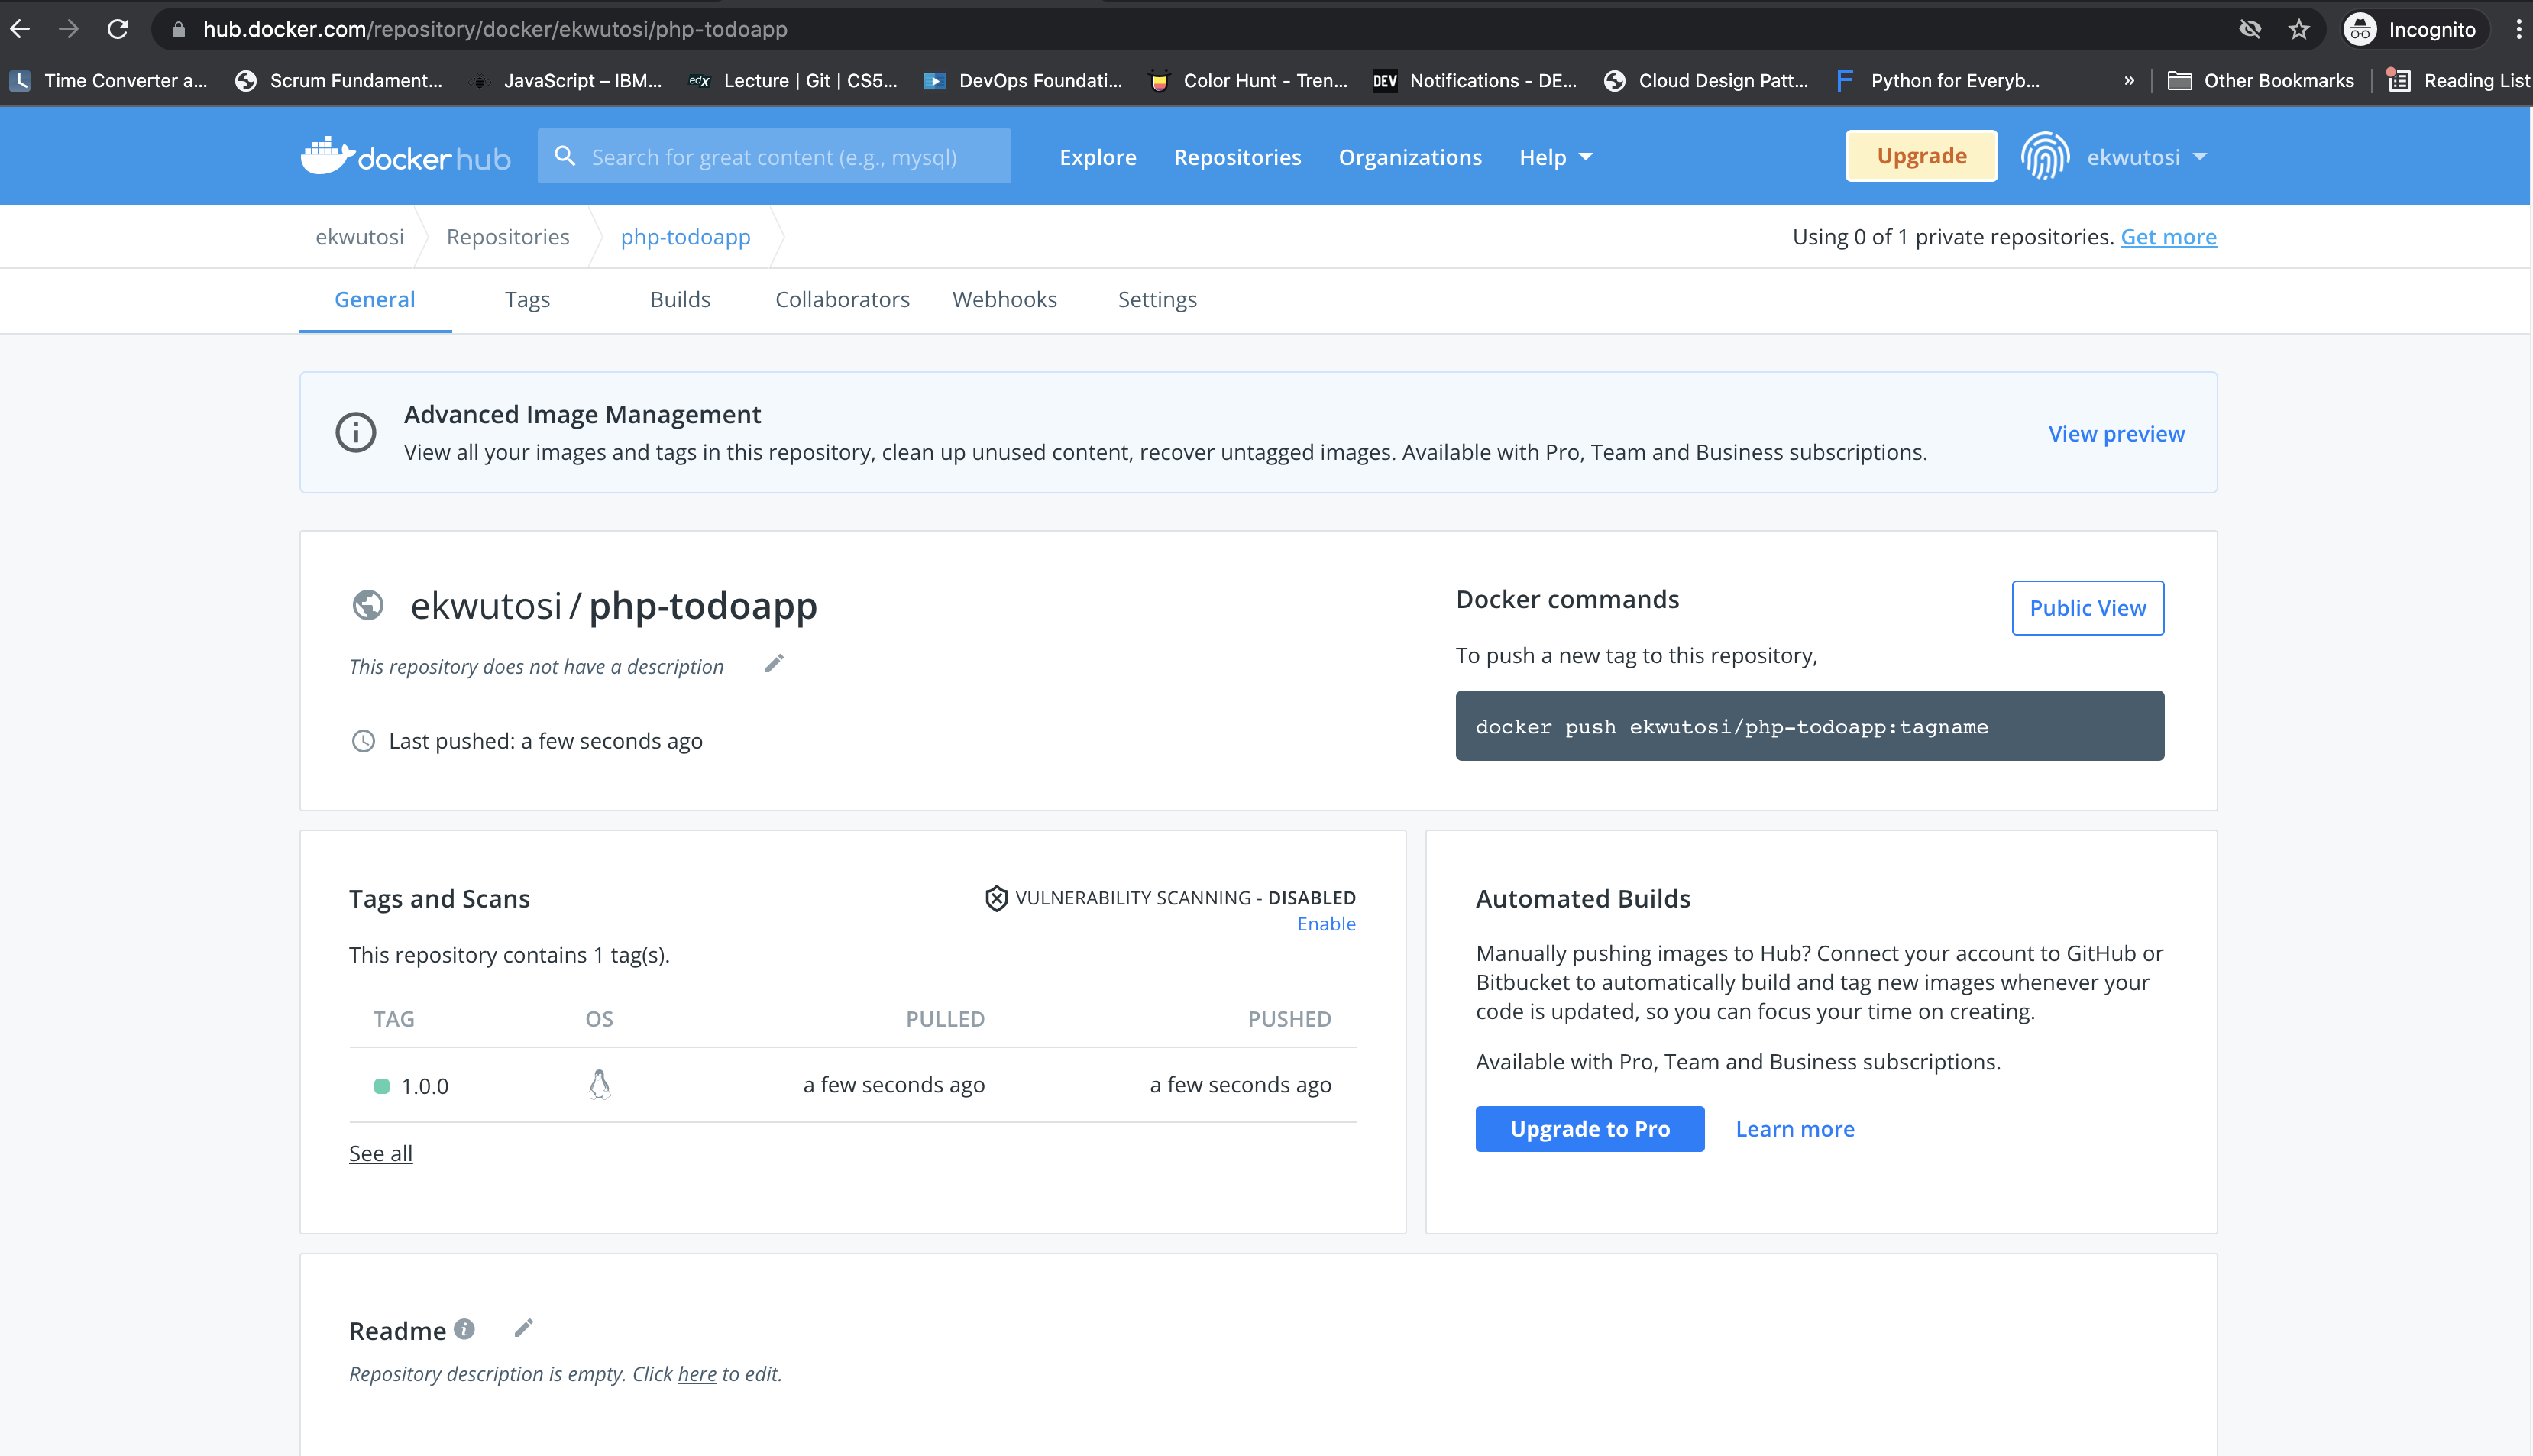 hub.docker.com/repository/docker/ekwutosi/php-todoapp
Incognito
Time Converter a... Scrum Fundament... JavaScript – IBM... edX Lecture | Git | CS5... DevOps Foundati... Color Hunt - Tren... DEV Notifications - DE... Cloud Design Patt... Python for Everyb... » Other Bookmarks Reading List
docker hub Search for great content (e.g., mysql) Explore Repositories Organizations Help Upgrade ekwutosi
ekwutosi Repositories php-todoapp Using 0 of 1 private repositories. Get more
General Tags Builds Collaborators Webhooks Settings
Advanced Image Management
View all your images and tags in this repository, clean up unused content, recover untagged images. Available with Pro, Team and Business subscriptions.
View preview
ekwutosi / php-todoapp
This repository does not have a description
Last pushed: a few seconds ago
Docker commands
Public View
To push a new tag to this repository,
docker push ekwutosi/php-todoapp:tagname
Tags and Scans
VULNERABILITY SCANNING - DISABLED
Enable
This repository contains 1 tag(s).
TAG OS PULLED PUSHED
1.0.0 a few seconds ago a few seconds ago
See all
Automated Builds
Manually pushing images to Hub? Connect your account to GitHub or
Bitbucket to automatically build and tag new images whenever your
code is updated, so you can focus your time on creating.
Available with Pro, Team and Business subscriptions.
Upgrade to Pro Learn more
Readme
Repository description is empty. Click here to edit.